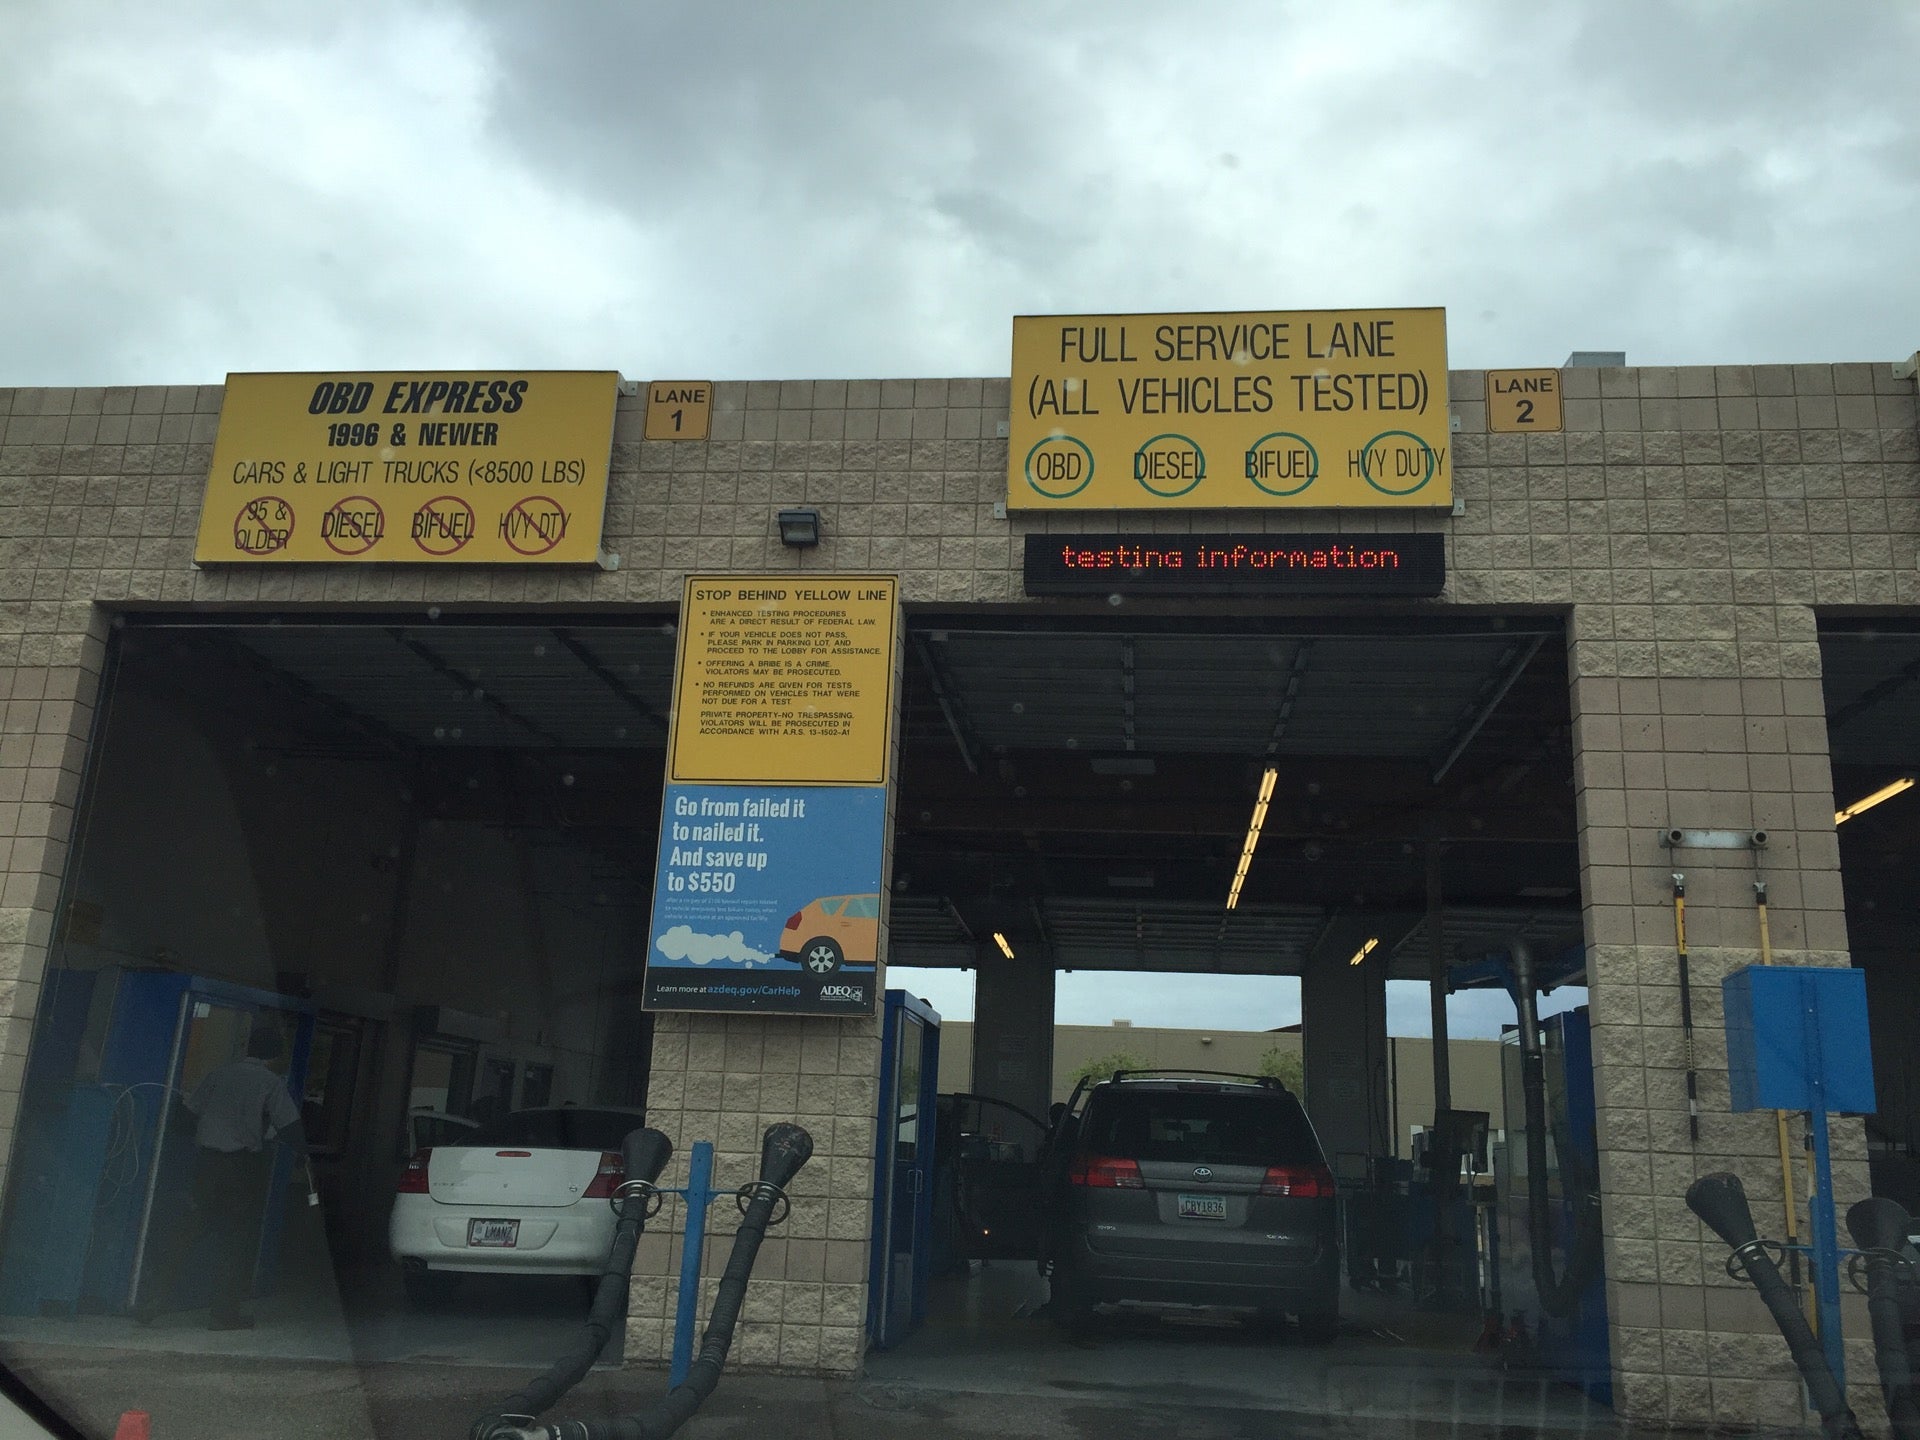 OBD EXPRESS
1996 & NEWER
CARS & LIGHT TRUCKS (<8500 LBS)
'95 &
OLDER
DIESEL
BIFUEL
HVY DTY
LANE
1
FULL SERVICE LANE
(ALL VEHICLES TESTED)
OBD
DIESEL
BIFUEL
HVY DUTY
LANE
2
testing information
STOP BEHIND YELLOW LINE
• ENHANCED TESTING PROCEDURES
ARE A DIRECT RESULT OF FEDERAL LAW.
• IF YOUR VEHICLE DOES NOT PASS,
PLEASE PARK IN PARKING LOT, AND
PROCEED TO THE LOBBY FOR ASSISTANCE.
• OFFERING A BRIBE IS A CRIME.
VIOLATORS MAY BE PROSECUTED.
• NO REFUNDS ARE GIVEN FOR TESTS
PERFORMED ON VEHICLES THAT WERE
NOT DUE FOR A TEST.
PRIVATE PROPERTY-NO TRESPASSING.
VIOLATORS WILL BE PROSECUTED IN
ACCORDANCE WITH A.R.S. 13-1502-A1
Go from failed it
to nailed it.
And save up
to $550
Learn more at azdeq.gov/CarHelp
ADEQ
CBY1836